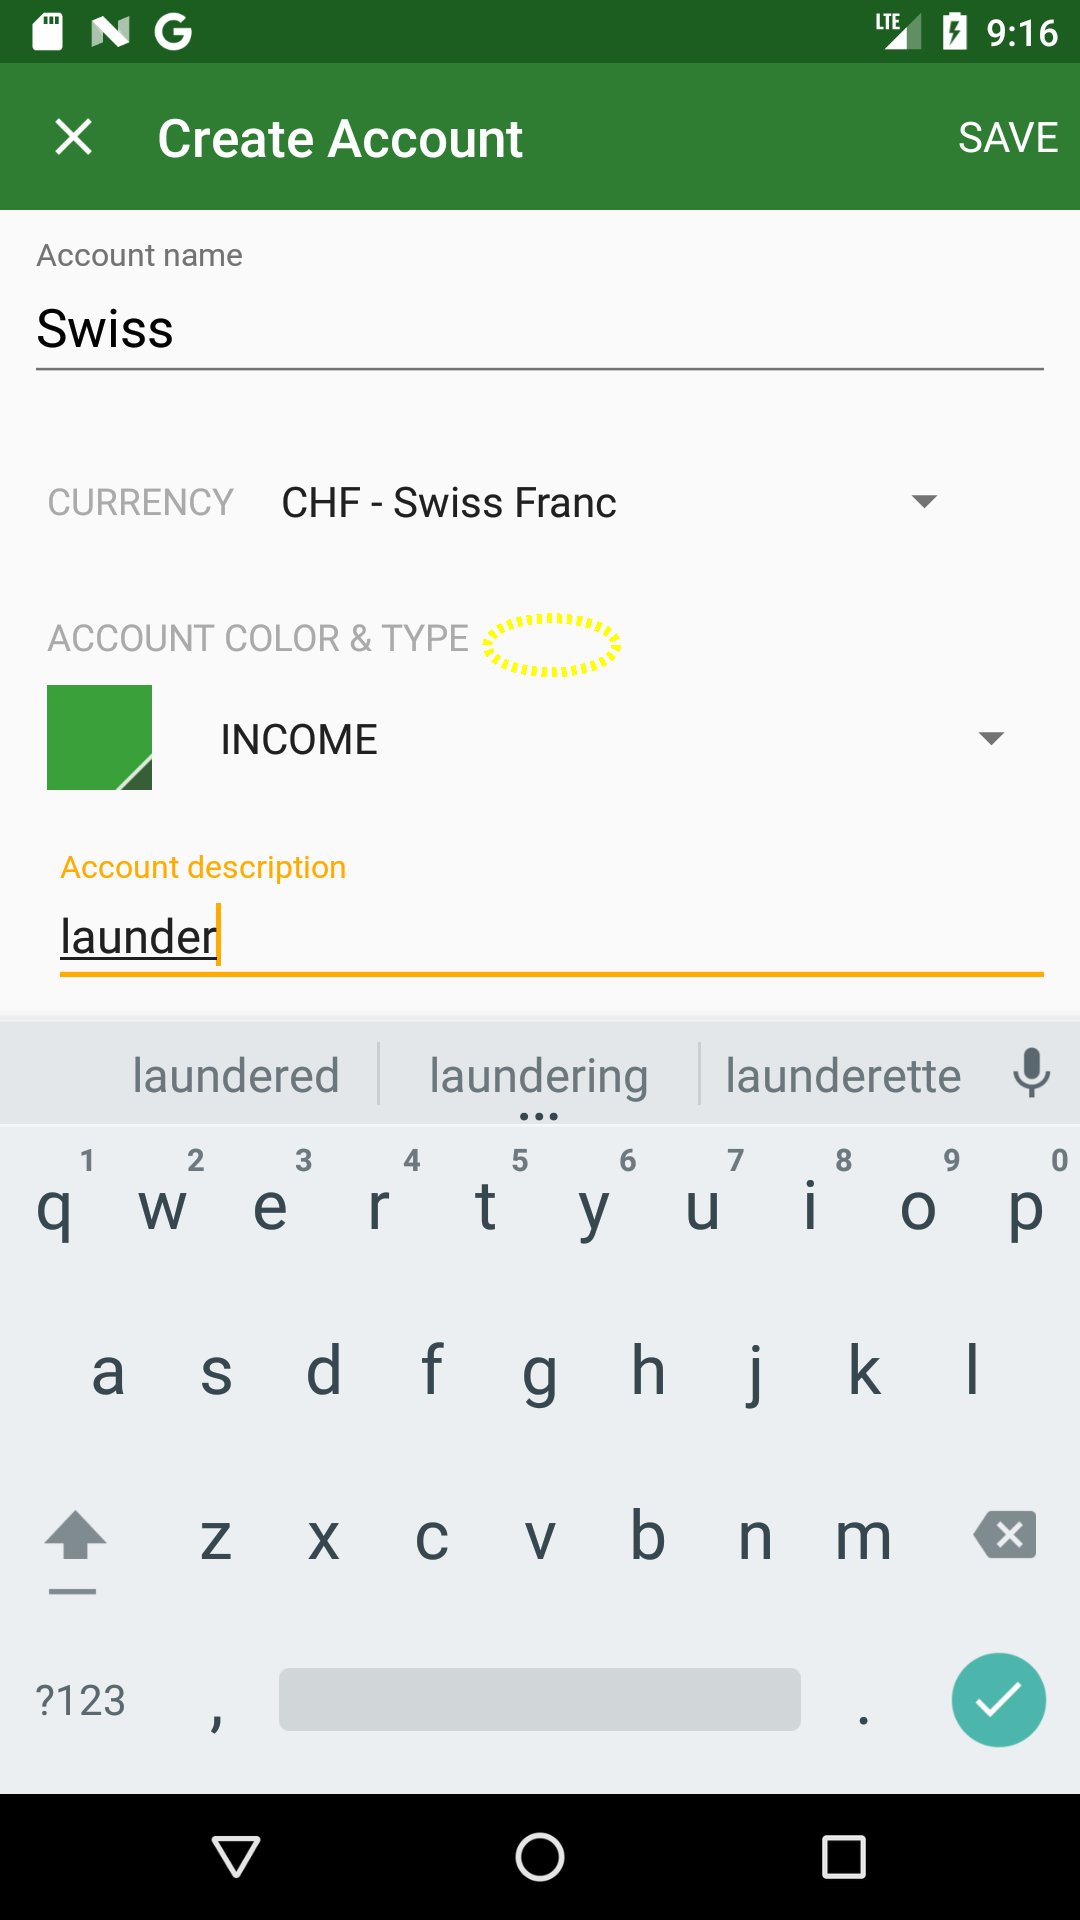 LTE 9:16
Create Account SAVE
Account name
Swiss
CURRENCY CHF - Swiss Franc
ACCOUNT COLOR & TYPE
INCOME
Account description
launder
laundered laundering launderette
1 2 3 4 5 6 7 8 9 0
q w e r t y u i o p
a s d f g h j k l
z x c v b n m
?123 , .